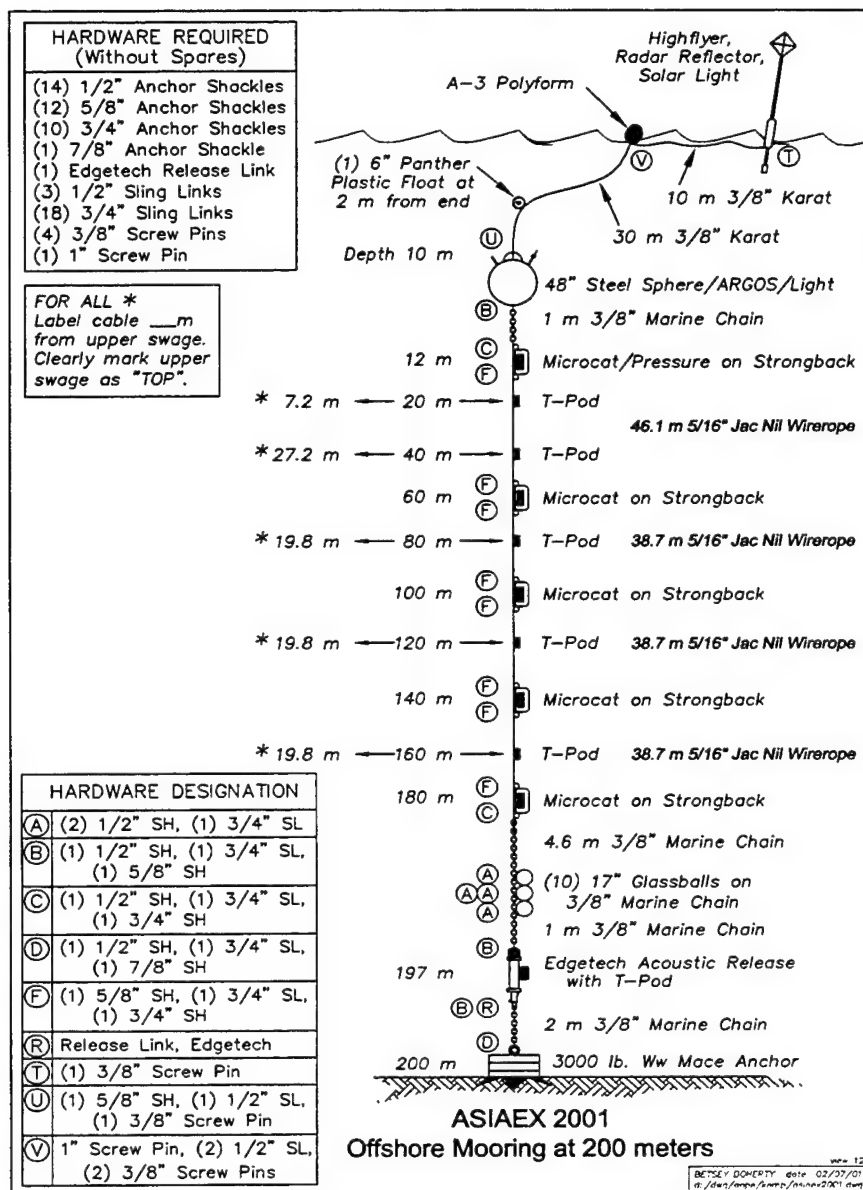 HARDWARE REQUIRED
(Without Spares)
(14) 1/2" Anchor Shackles
(12) 5/8" Anchor Shackles
(10) 3/4" Anchor Shackles
(1) 7/8" Anchor Shackle
(1) Edgetech Release Link
(3) 1/2" Sling Links
(18) 3/4" Sling Links
(4) 3/8" Screw Pins
(1) 1" Screw Pin
FOR ALL *
Label cable __m
from upper swage.
Clearly mark upper
swage as "TOP".
Highflyer,
Radar Reflector,
Solar Light
A-3 Polyform
V
T
(1) 6" Panther
Plastic Float at
2 m from end
10 m 3/8" Karat
30 m 3/8" Karat
U
Depth 10 m
48" Steel Sphere/ARGOS/Light
B
1 m 3/8" Marine Chain
C
12 m
Microcat/Pressure on Strongback
F
* 7.2 m
20 m
T-Pod
46.1 m 5/16" Jac Nil Wirerope
* 27.2 m
40 m
T-Pod
F
60 m
Microcat on Strongback
F
* 19.8 m
80 m
T-Pod
38.7 m 5/16" Jac Nil Wirerope
F
100 m
Microcat on Strongback
F
* 19.8 m
120 m
T-Pod
38.7 m 5/16" Jac Nil Wirerope
F
140 m
Microcat on Strongback
F
* 19.8 m
160 m
T-Pod
38.7 m 5/16" Jac Nil Wirerope
F
180 m
Microcat on Strongback
C
4.6 m 3/8" Marine Chain
A
A A
A
(10) 17" Glassballs on
3/8" Marine Chain
1 m 3/8" Marine Chain
B
197 m
Edgetech Acoustic Release
with T-Pod
B R
2 m 3/8" Marine Chain
D
200 m
3000 lb. Ww Mace Anchor
HARDWARE DESIGNATION
A (2) 1/2" SH, (1) 3/4" SL
B (1) 1/2" SH, (1) 3/4" SL,
(1) 5/8" SH
C (1) 1/2" SH, (1) 3/4" SL,
(1) 3/4" SH
D (1) 1/2" SH, (1) 3/4" SL,
(1) 7/8" SH
F (1) 5/8" SH, (1) 3/4" SL,
(1) 3/4" SH
R Release Link, Edgetech
T (1) 3/8" Screw Pin
U (1) 5/8" SH, (1) 1/2" SL,
(1) 3/8" Screw Pin
V 1" Screw Pin, (2) 1/2" SL,
(2) 3/8" Screw Pins
ASIAEX 2001
Offshore Mooring at 200 meters
BETSEY DOHERTY date 02/07/01